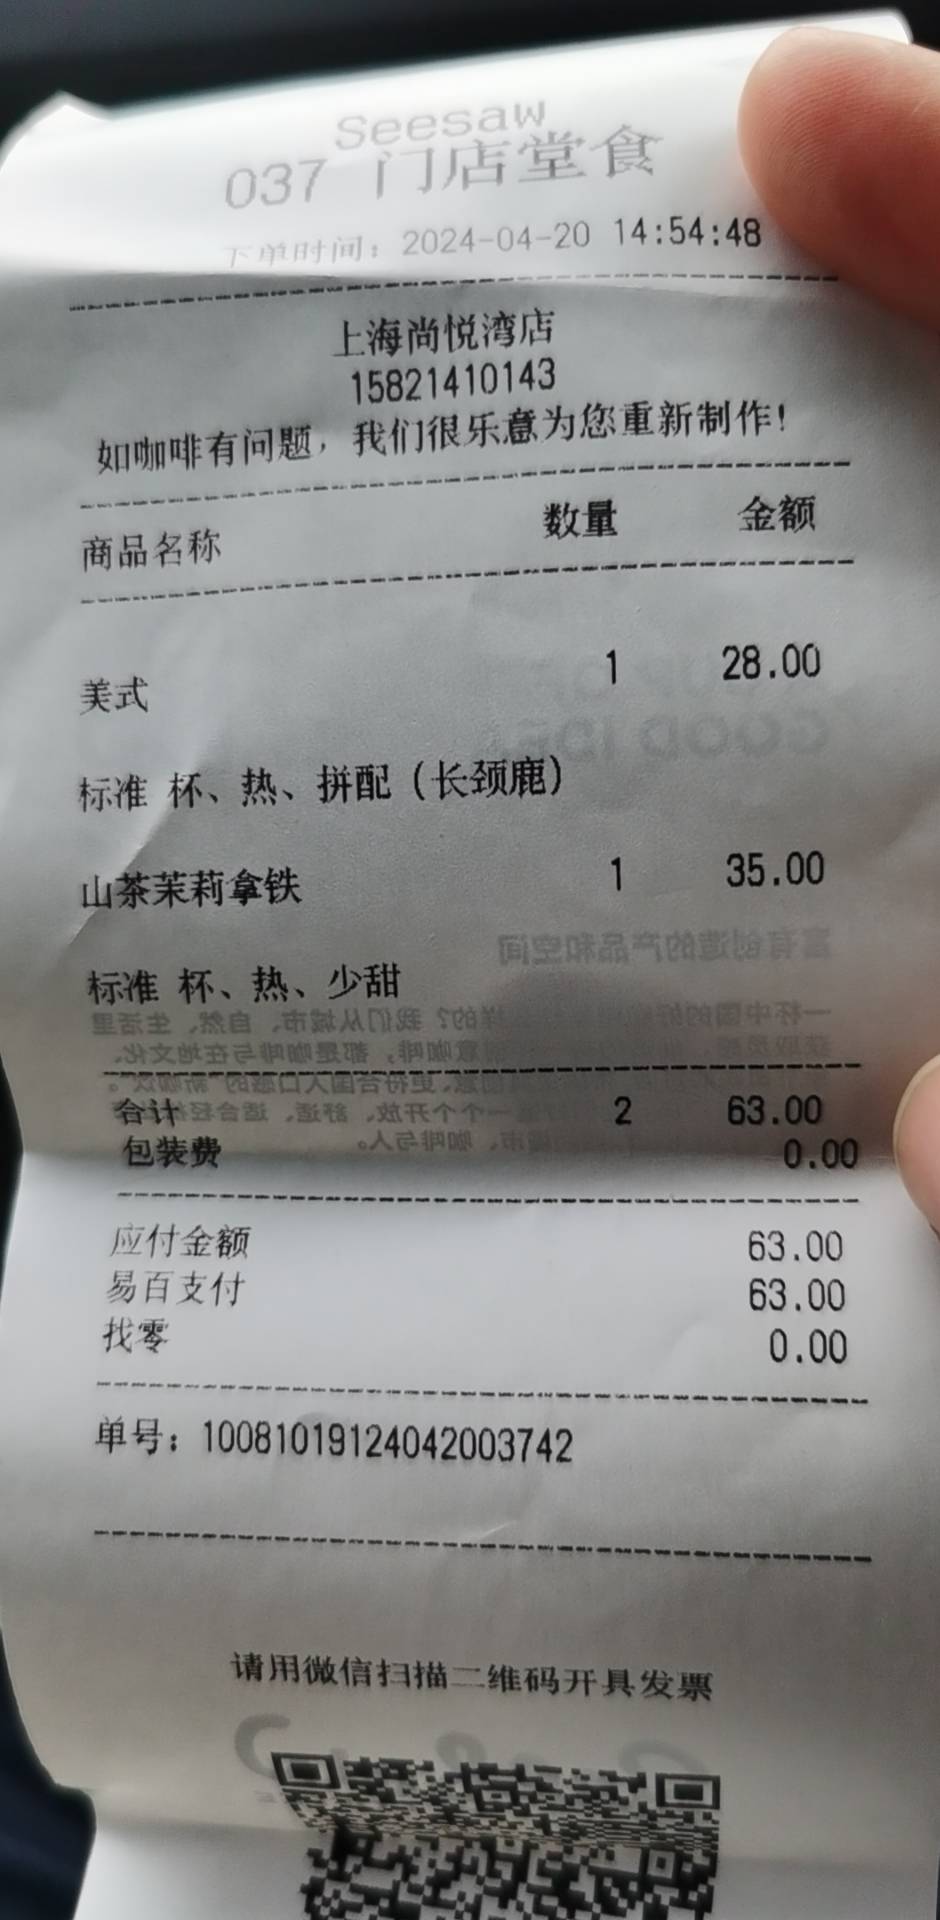 Seesaw
037 门店堂食
下单时间：2024-04-20 14:54:48
上海尚悦湾店
15821410143
如咖啡有问题，我们很乐意为您重新制作！
商品名称 数量 金额
美式 1 28.00
标准 杯、热、拼配（长颈鹿）
山茶茉莉拿铁 1 35.00
标准 杯、热、少甜
合计 2 63.00
包装费 0.00
应付金额 63.00
易百支付 63.00
找零 0.00
单号：10081019124042003742
请用微信扫描二维码开具发票